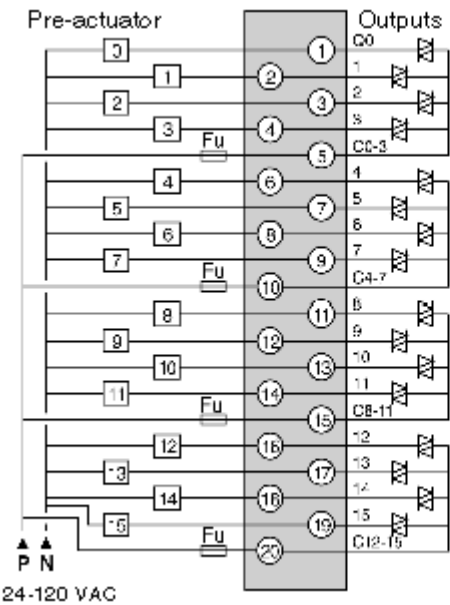 Pre-actuator Outputs
0 1 Q0
1 2 1
2 3 2
3 4 3
Fu 5 C0-3
4 6 4
5 7 5
6 8 6
7 9 7
Fu 10 C4-7
8 11 8
9 12 9
10 13 10
11 14 11
Fu 15 C8-11
12 16 12
13 17 13
14 18 14
15 19 15
Fu 20 C12-15
P N
24-120 VAC